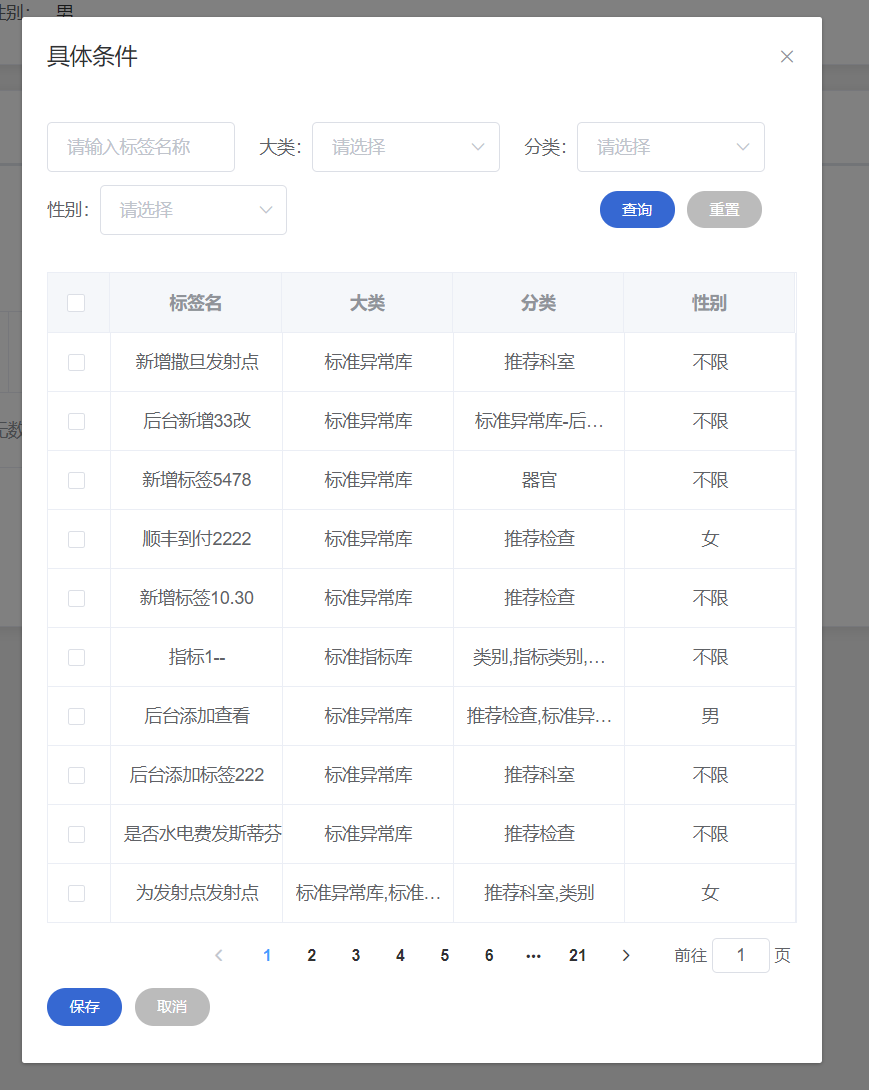 性别： 男
具体条件
请输入标签名称 大类： 请选择 分类： 请选择
性别： 请选择 查询 重置
标签名 大类 分类 性别
新增撒旦发射点 标准异常库 推荐科室 不限
后台新增33改 标准异常库 标准异常库-后… 不限
新增标签5478 标准异常库 器官 不限
顺丰到付2222 标准异常库 推荐检查 女
新增标签10.30 标准异常库 推荐检查 不限
指标1-- 标准指标库 类别,指标类别,… 不限
后台添加查看 标准异常库 推荐检查,标准异… 男
后台添加标签222 标准异常库 推荐科室 不限
是否水电费发斯蒂芬 标准异常库 推荐检查 不限
为发射点发射点 标准异常库,标准… 推荐科室,类别 女
1 2 3 4 5 6 ••• 21 前往 1 页
保存 取消